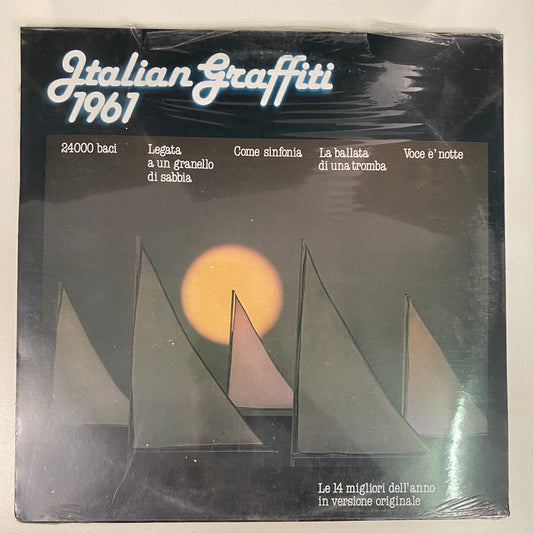 Italian Graffiti
1961
24000 baci
Legata
a un granello
di sabbia
Come sinfonia
La ballata
di una tromba
Voce e' notte
Le 14 migliori dell'anno
in versione originale